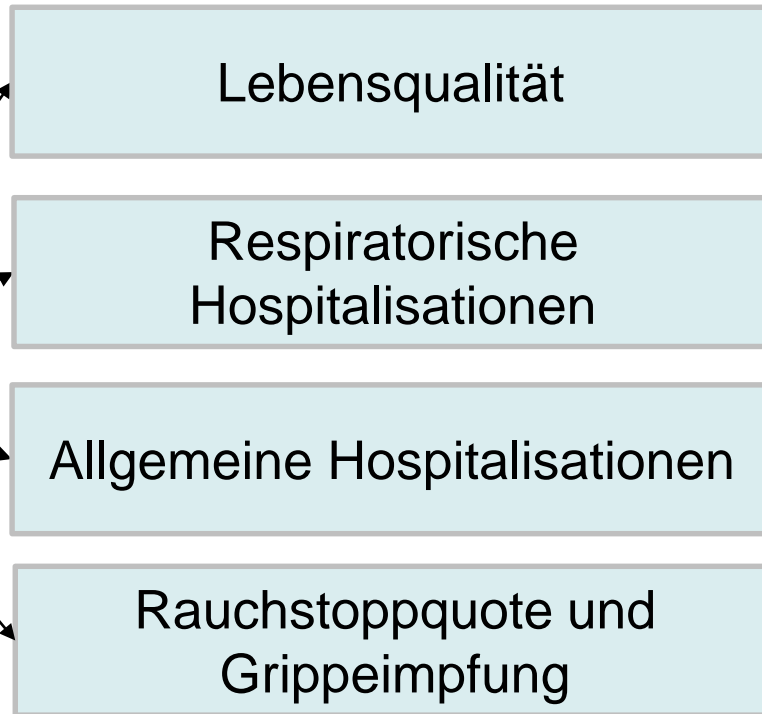 Lebensqualität
Respiratorische
Hospitalisationen
Allgemeine Hospitalisationen
Rauchstoppquote und
Grippeimpfung